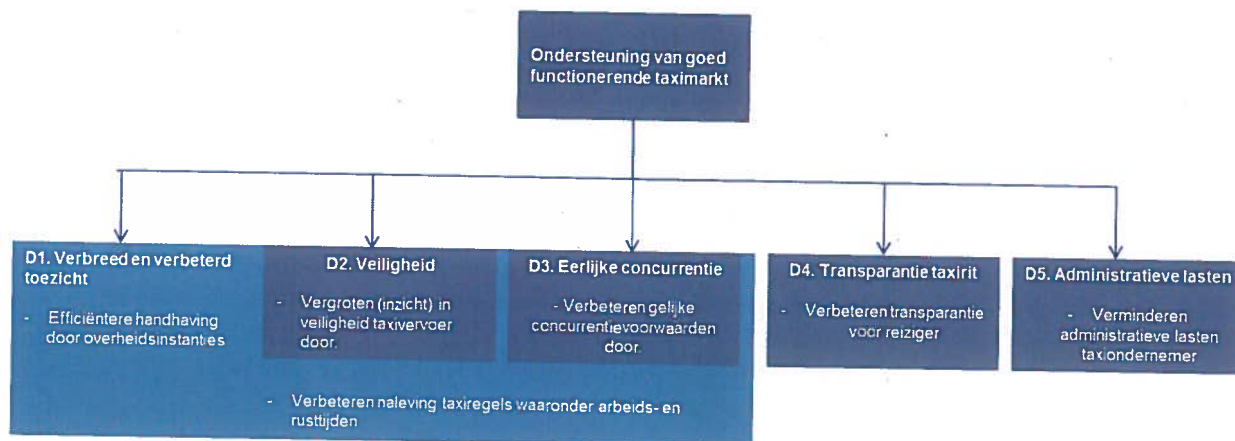 Ondersteuning van goed
functionerende taximarkt
D1. Verbreed en verbeterd
toezicht
- Efficiëntere handhaving
door overheidsinstanties
D2. Veiligheid
- Vergroten (inzicht) in
veiligheid taxivervoer
door.
D3. Eerlijke concurrentie
- Verbeteren gelijke
concurrentievoorwaarden
door.
- Verbeteren naleving taxiregels waaronder arbeids- en
rusttijden
D4. Transparantie taxirit
- Verbeteren transparantie
voor reiziger
D5. Administratieve lasten
- Verminderen
administratieve lasten
taxiondernemer